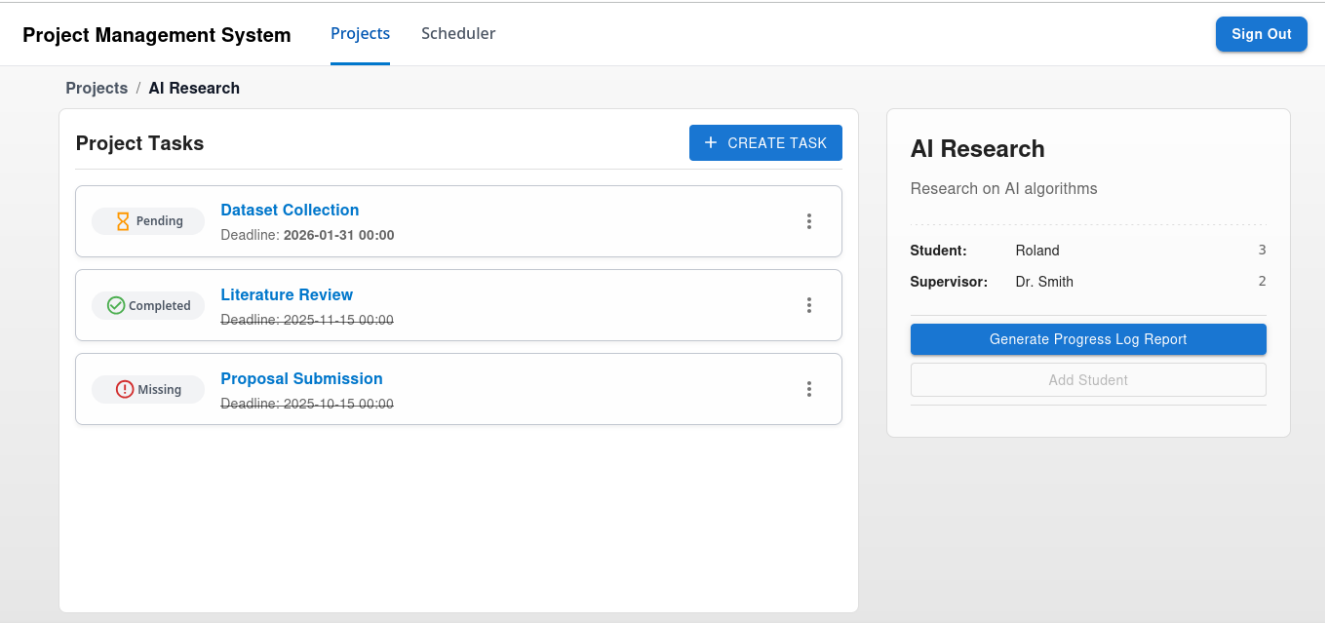 Project Management System Projects Scheduler Sign Out
Projects / AI Research
Project Tasks
+ CREATE TASK
Pending
Dataset Collection
Deadline: 2026-01-31 00:00
Completed
Literature Review
Deadline: 2025-11-15 00:00
Missing
Proposal Submission
Deadline: 2025-10-15 00:00
AI Research
Research on AI algorithms
Student: Roland 3
Supervisor: Dr. Smith 2
Generate Progress Log Report
Add Student